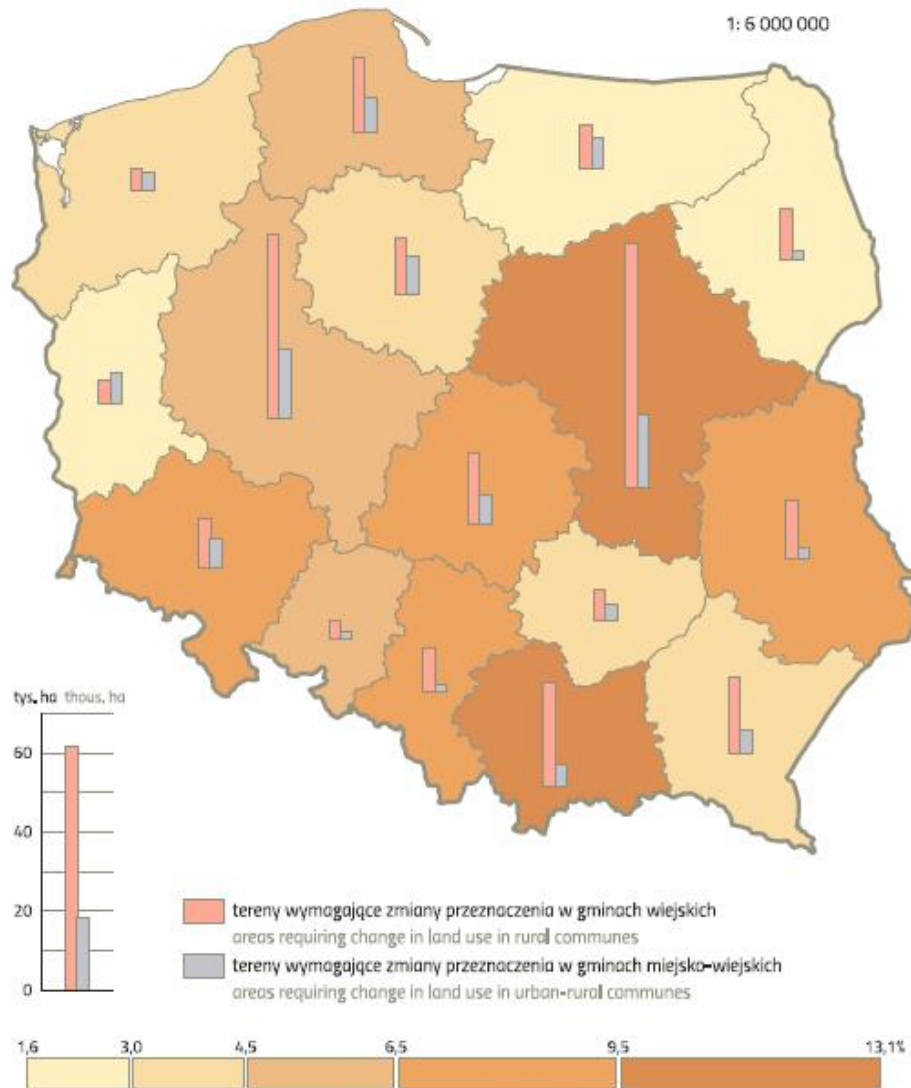 1: 6 000 000
tys. ha thous. ha
60
40
20
0
tereny wymagające zmiany przeznaczenia w gminach wiejskich
areas requiring change in land use in rural communes
tereny wymagające zmiany przeznaczenia w gminach miejsko-wiejskich
areas requiring change in land use in urban-rural communes
1,6 3,0 4,5 6,5 9,5 13,1%